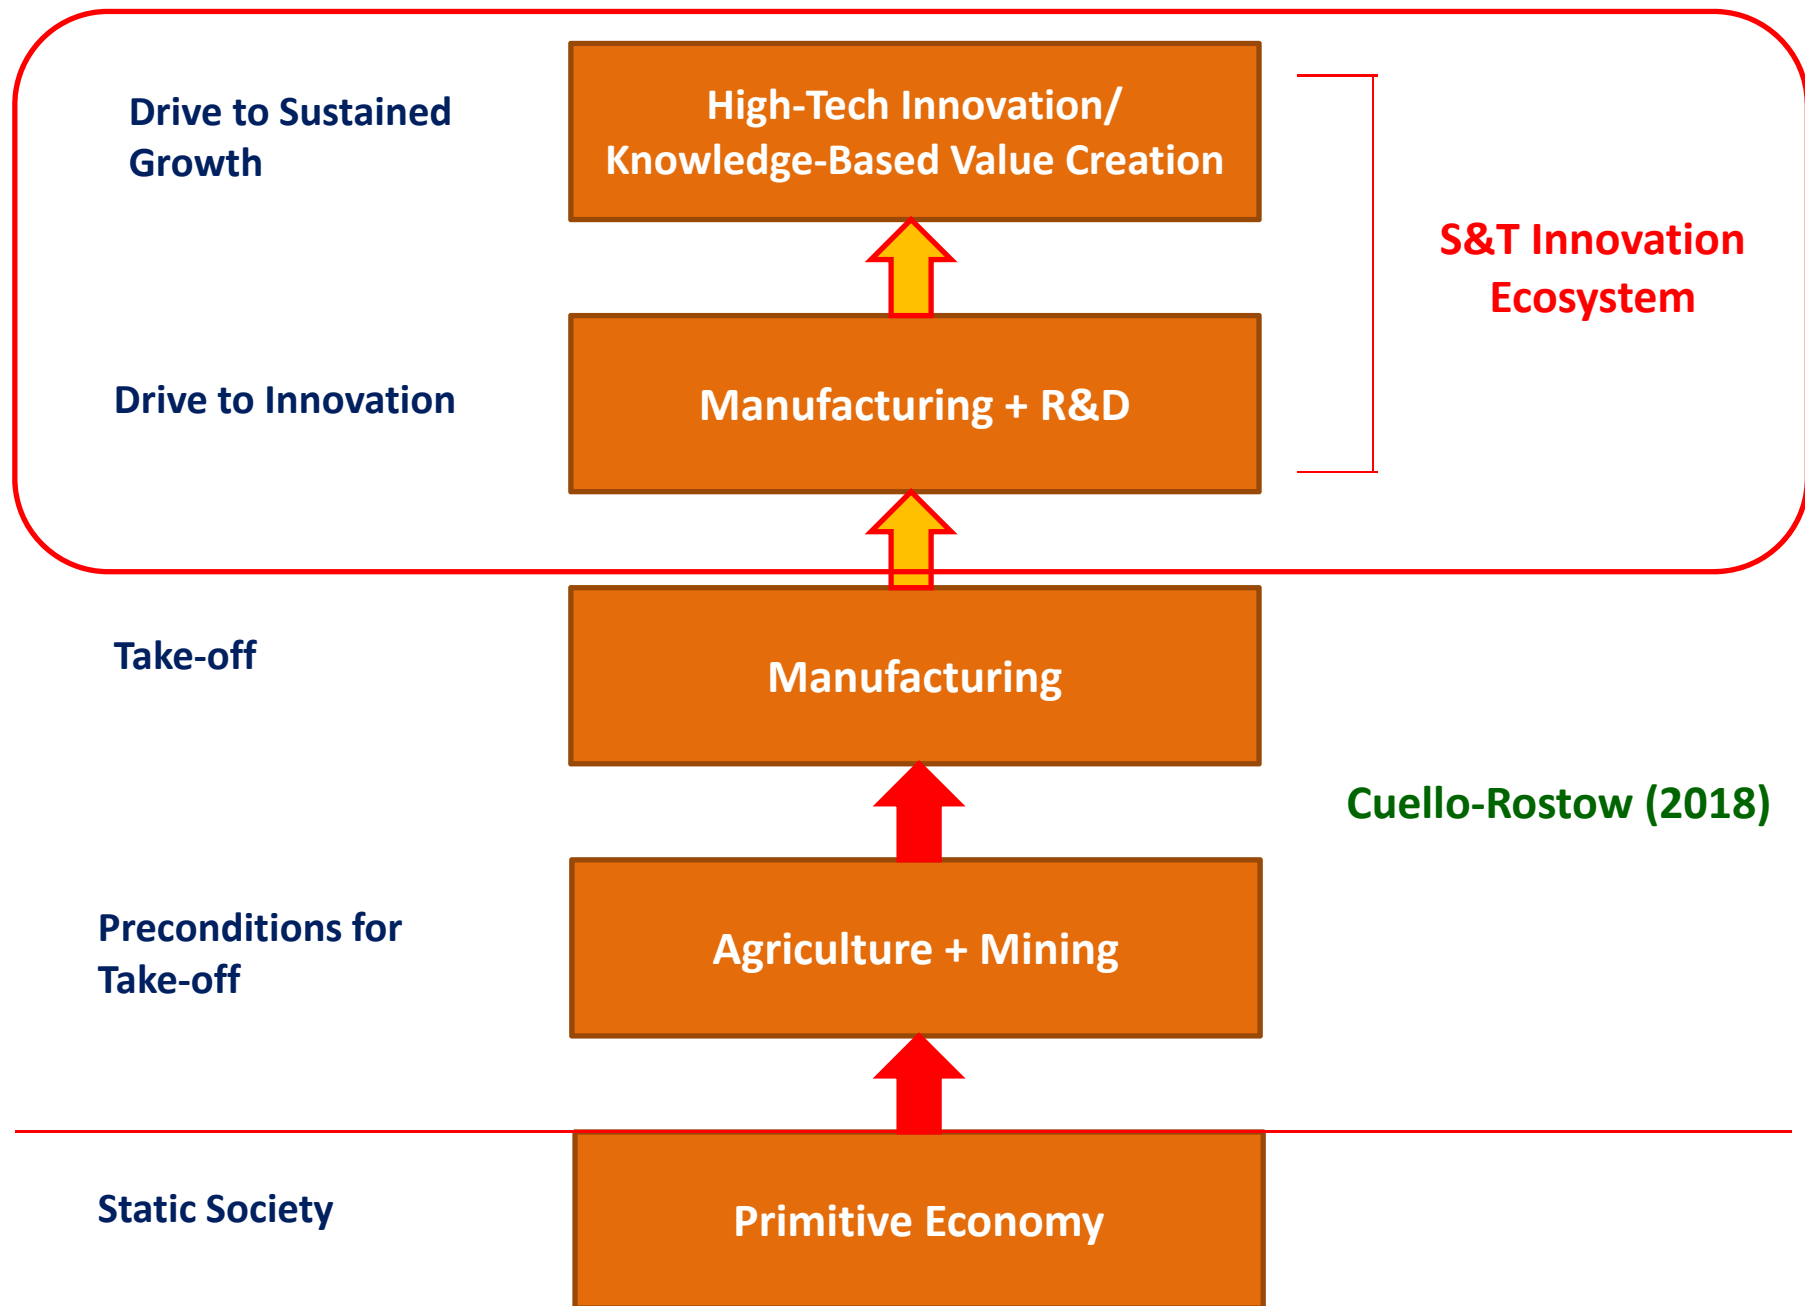 Drive to Sustained
Growth
High-Tech Innovation/
Knowledge-Based Value Creation
S&T Innovation
Ecosystem
Drive to Innovation
Manufacturing + R&D
Take-off
Manufacturing
Cuello-Rostow (2018)
Preconditions for
Take-off
Agriculture + Mining
Static Society
Primitive Economy